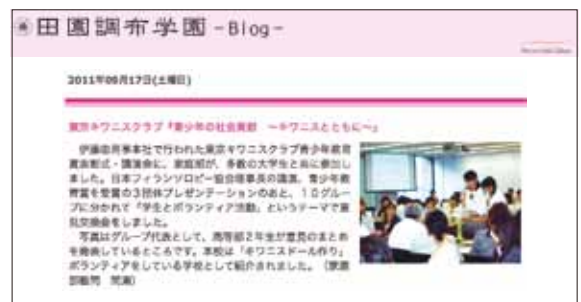 田園調布学園 -Blog-
2011年09月17日(土曜日)
東京キワニスクラブ『青少年の社会貢献 ～キワニスとともに～』
伊藤忠商事本社で行われた東京キワニスクラブ青少年教育
賞表彰式・講演会に、家庭部が、多数の大学生と共に参加し
ました。日本フィランソロピー協会理事長の講演、青少年教
育賞を受賞の3団体プレゼンテーションのあと、10グルー
プに分かれて『学生とボランティア活動』というテーマで意
見交換会をしました。
写真はグループ代表として、高等部2年生が意見のまとめ
を発表しているところです。本校は「キワニスドール作り」
ボランティアをしている学校として紹介されました。（家庭
部顧問